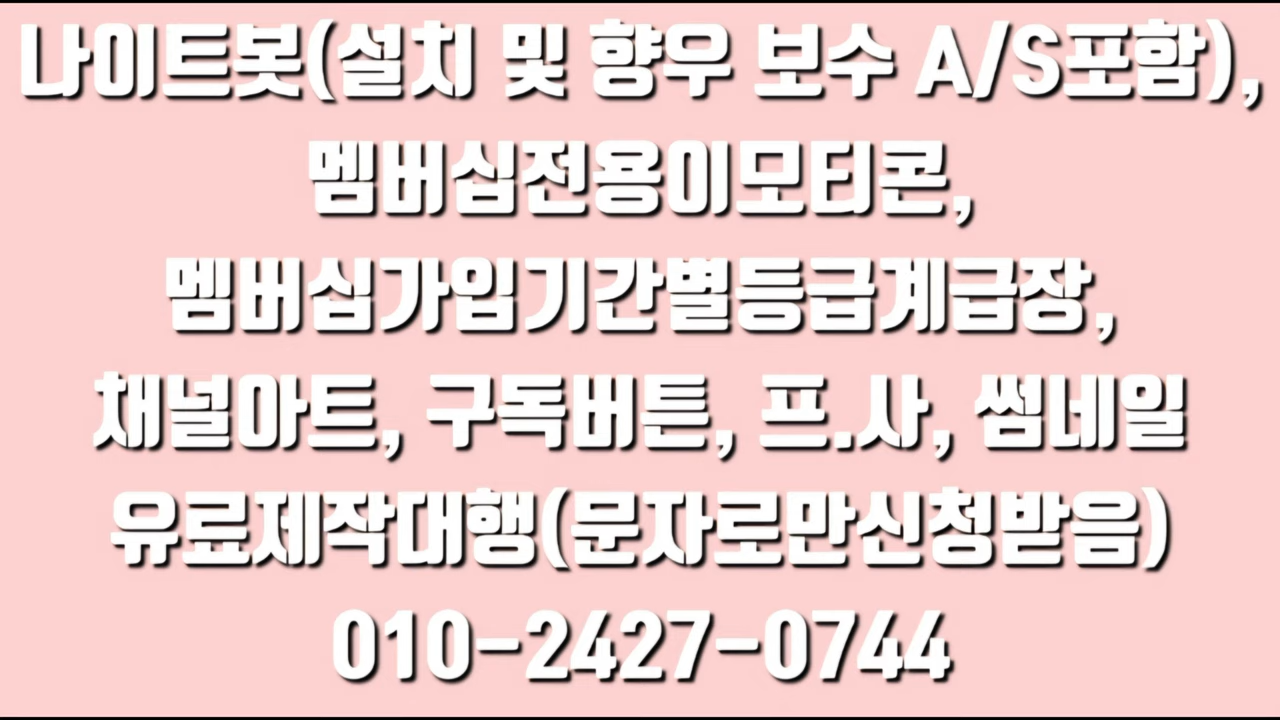 나이트봇(설치 및 향우 보수 A/S포함),
멤버십전용이모티콘,
멤버십가입기간별등급계급장,
채널아트, 구독버튼, 프.사, 썸네일
유료제작대행(문자로만신청받음)
010-2427-0744